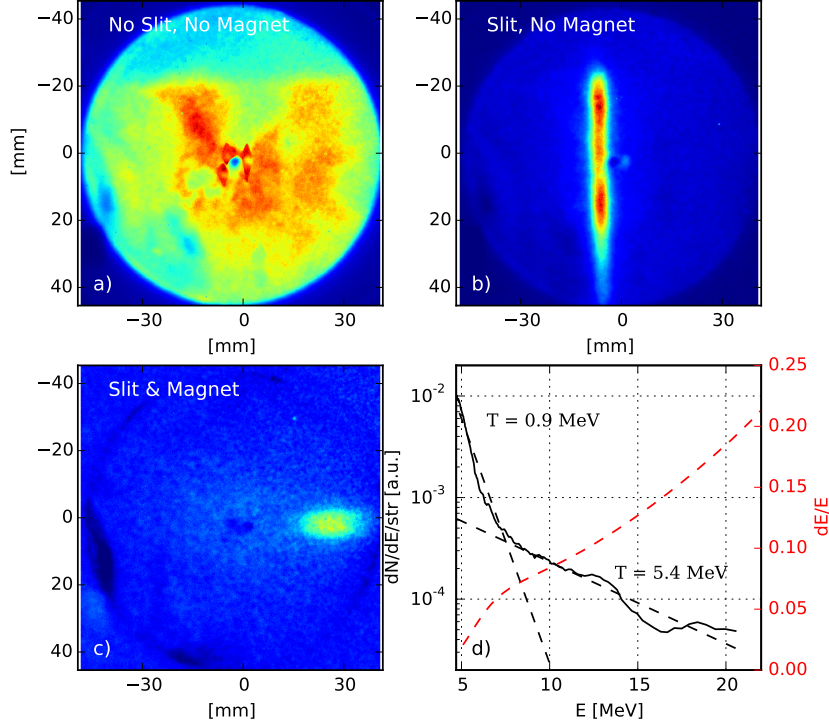 No Slit, No Magnet
−40
−20
0
20
40
[mm]
a)
−30
0
30
[mm]
Slit, No Magnet
−40
−20
0
20
40
b)
−30
0
30
[mm]
Slit & Magnet
−40
−20
0
20
40
c)
−30
0
30
[mm]
10⁻²
10⁻³
10⁻⁴
dN/dE/str [a.u.]
T = 0.9 MeV
T = 5.4 MeV
d)
5
10
15
20
E [MeV]
0.25
0.20
0.15
0.10
0.05
0.00
dE/E